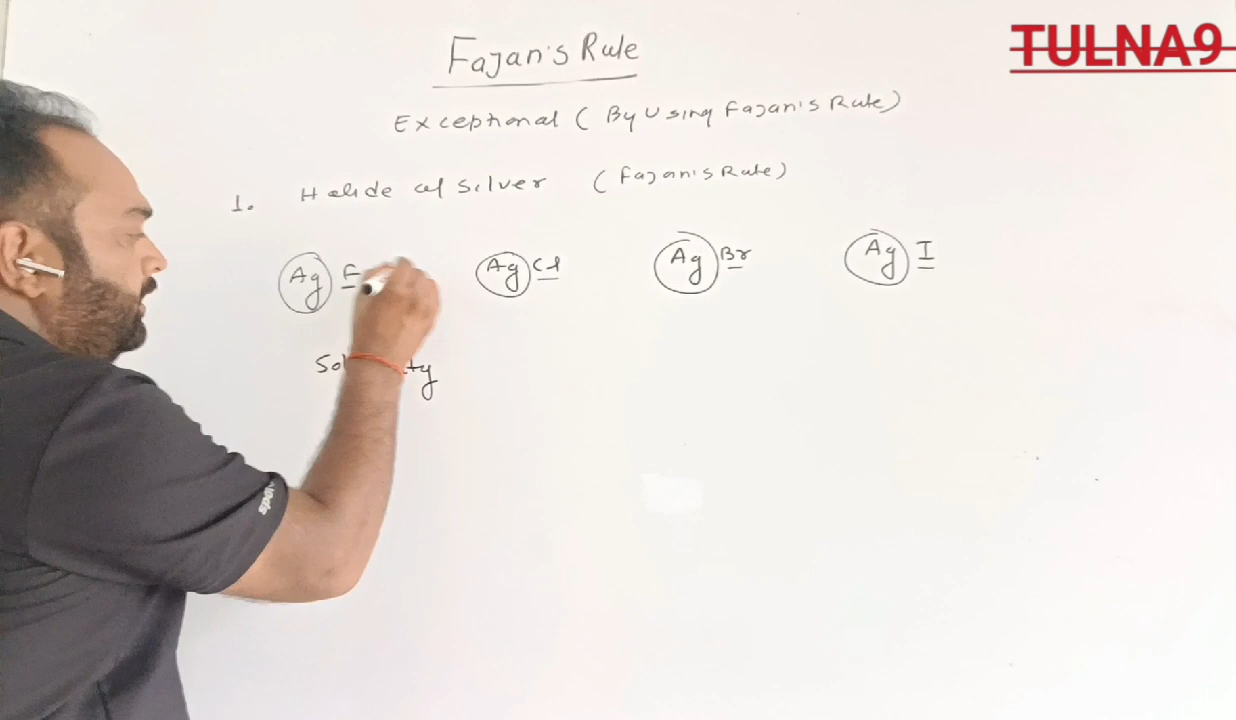 Fajan's Rule
TULNA9
Exceptional (By Using Fajan's Rule)
1. Halide of Silver (Fajan's Rule)
Ag F Ag Cl Ag Br Ag I